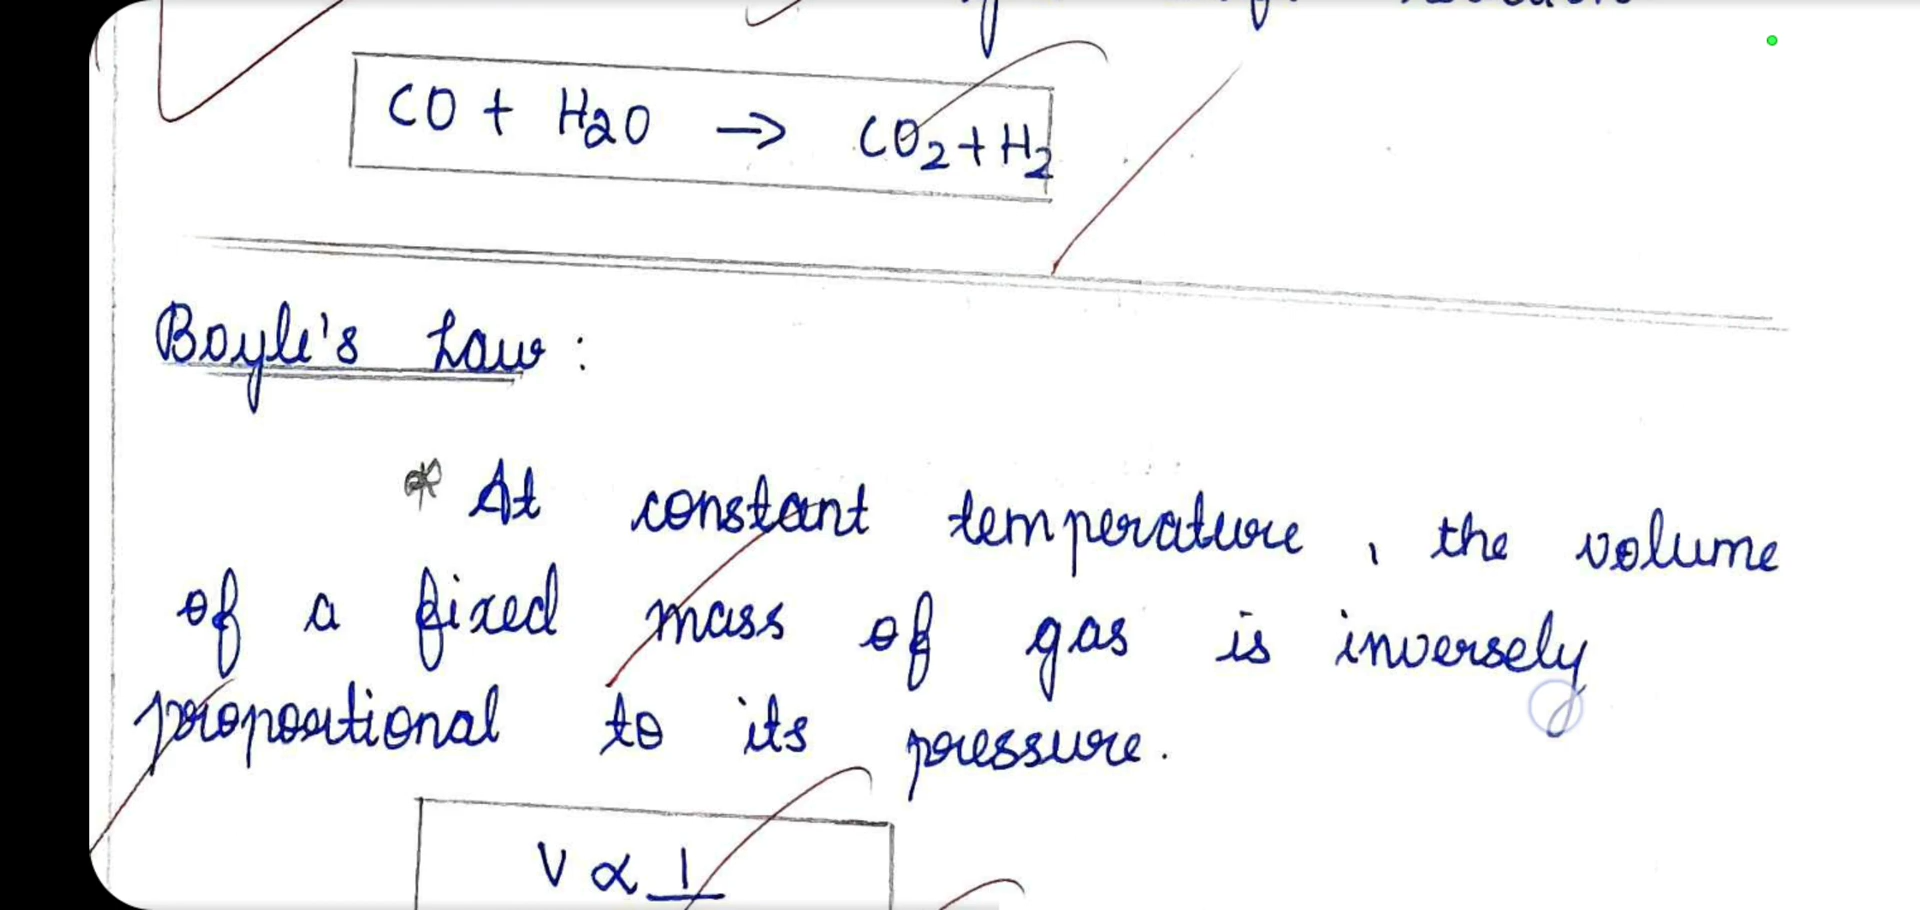 CO + H2O → CO₂ + H₂
Boyle's Law :
* At constant temperature, the volume
of a fixed mass of gas is inversely
proportional to its pressure.
V ∝ 1